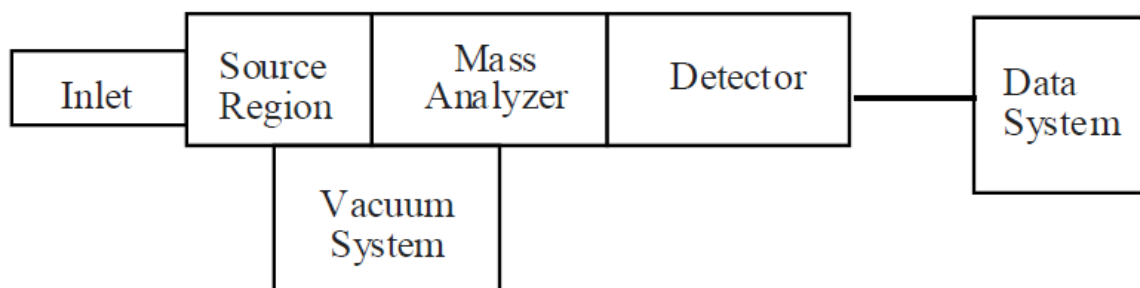 Inlet
Source
Region
Mass
Analyzer
Detector
Data
System
Vacuum
System